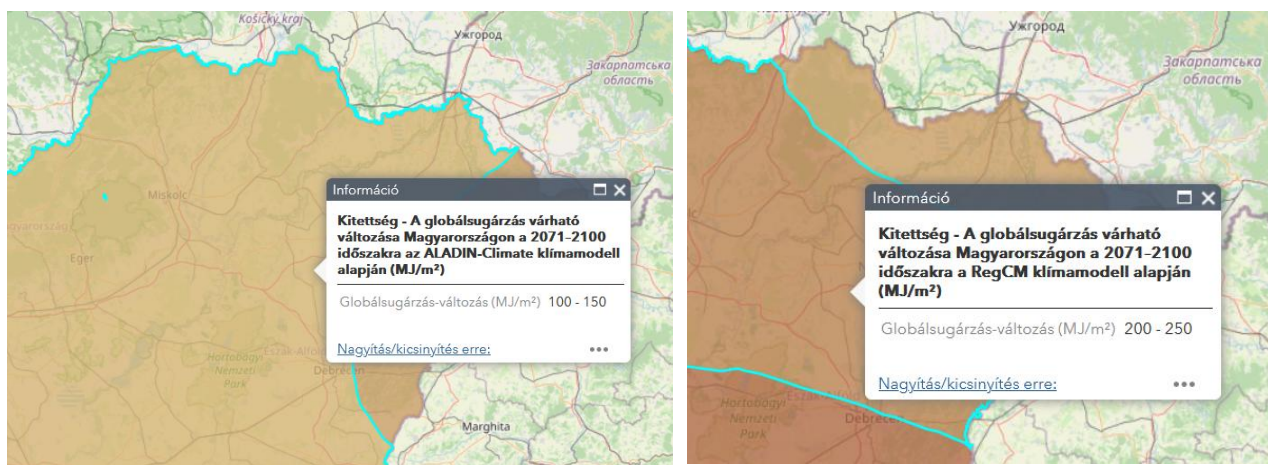 Košický kraj
Ужгород
Закарпатська
область
Miskolc
Eger
Információ
Kitettség - A globálsugárzás várható
változása Magyarországon a 2071–2100
időszakra az ALADIN-Climate klímamodell
alapján (MJ/m²)
Globálsugárzás-változás (MJ/m²) 100 - 150
Nagyítás/kicsinyítés erre:
Hortobágyi
Nemzeti
Park
Debrecen
Marghita
Košický kraj
Ужгород
Закарпатська
область
Miskolc
Információ
Kitettség - A globálsugárzás várható
változása Magyarországon a 2071–2100
időszakra a RegCM klímamodell alapján
(MJ/m²)
Globálsugárzás-változás (MJ/m²) 200 - 250
Nagyítás/kicsinyítés erre:
Hortobágyi
Nemzeti
Park